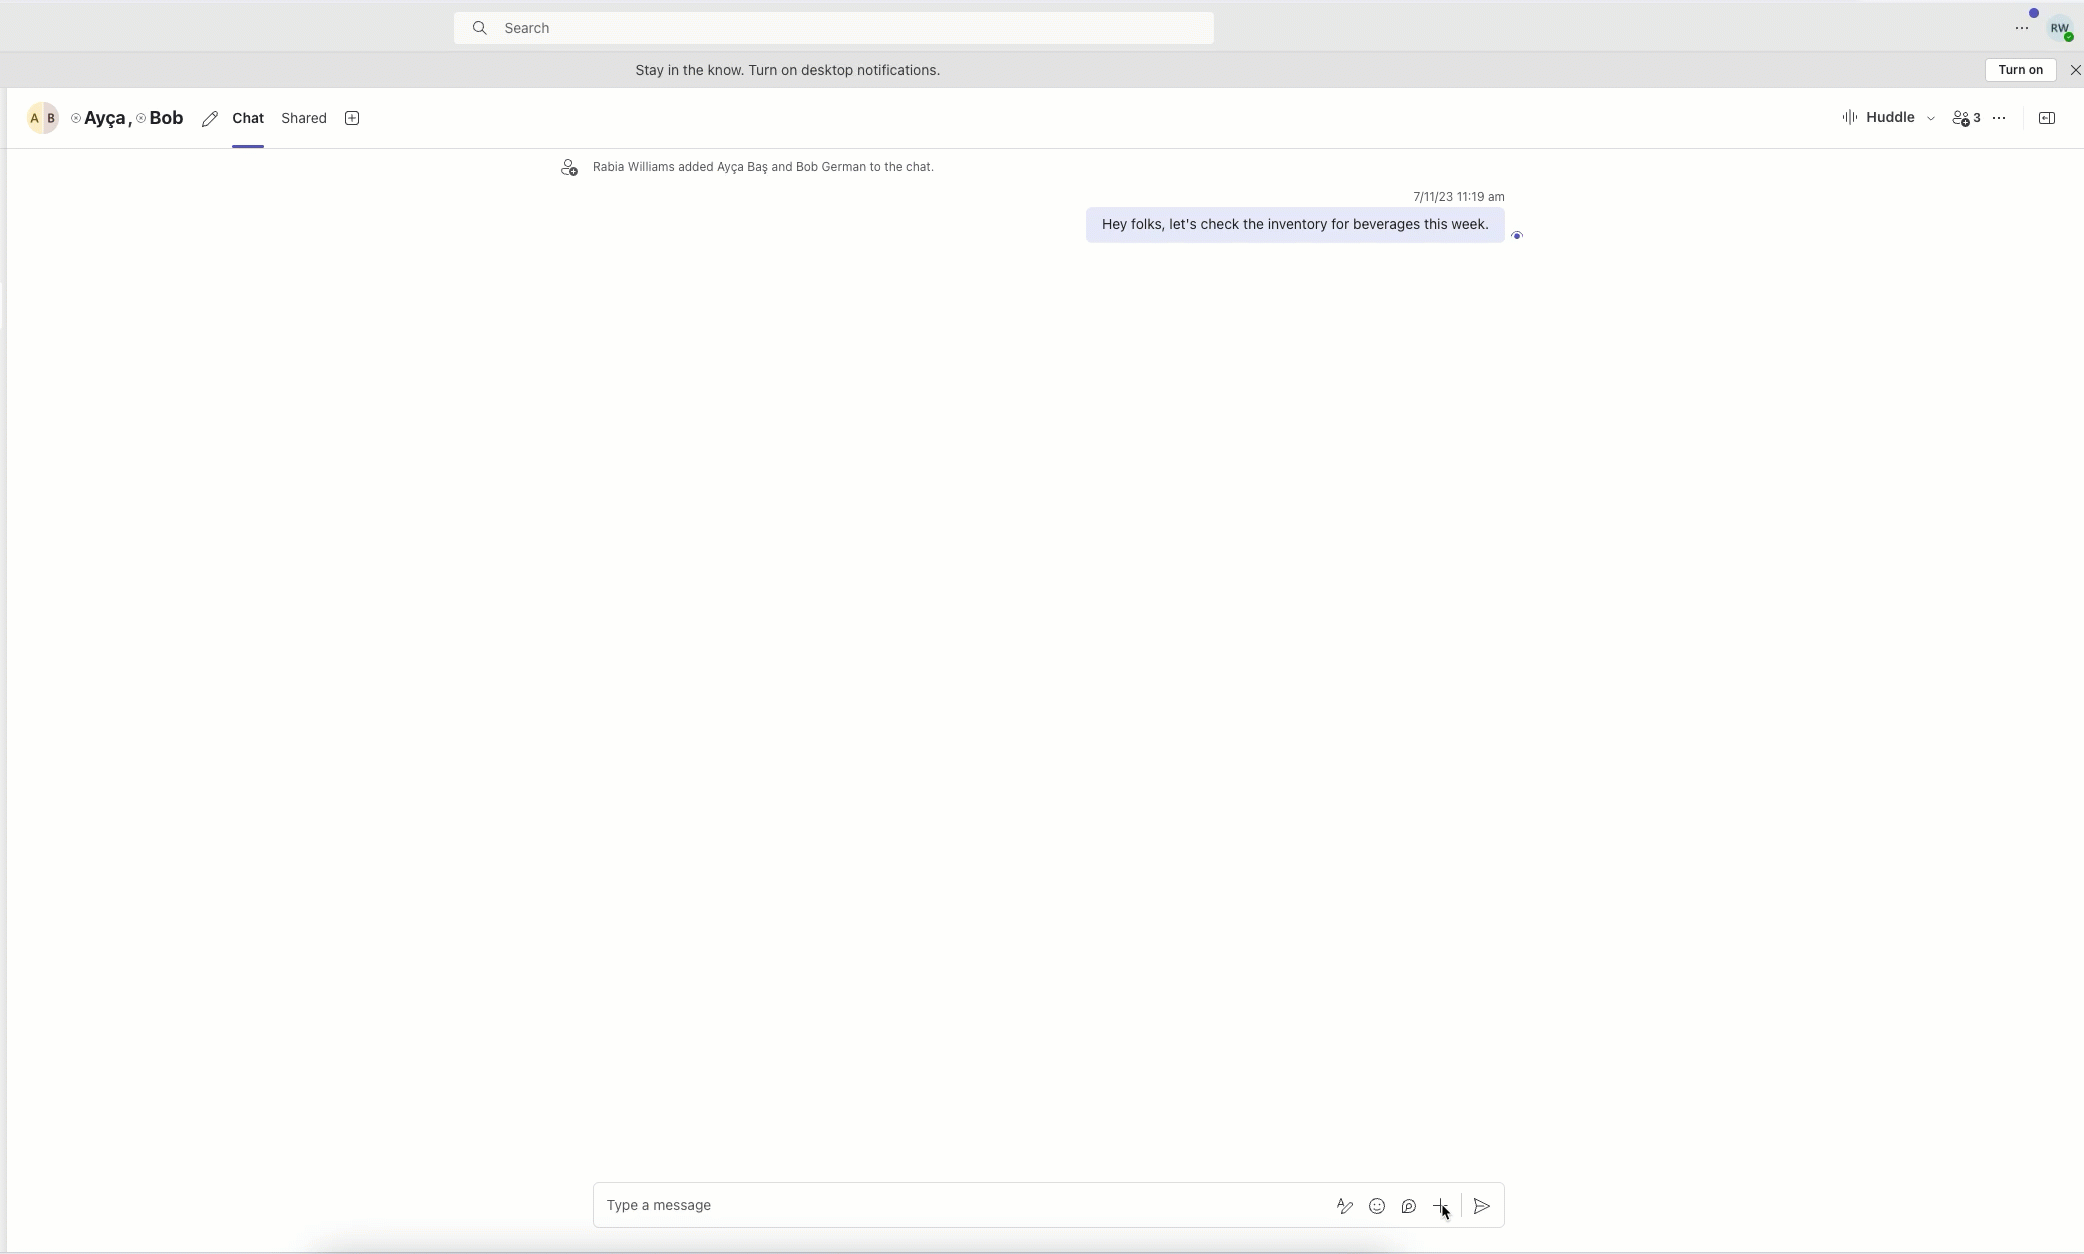 Search
RW
Stay in the know. Turn on desktop notifications.
Turn on
A B Ayça, Bob Chat Shared Huddle 3
Rabia Williams added Ayça Baş and Bob German to the chat.
7/11/23 11:19 am
Hey folks, let's check the inventory for beverages this week.
Type a message